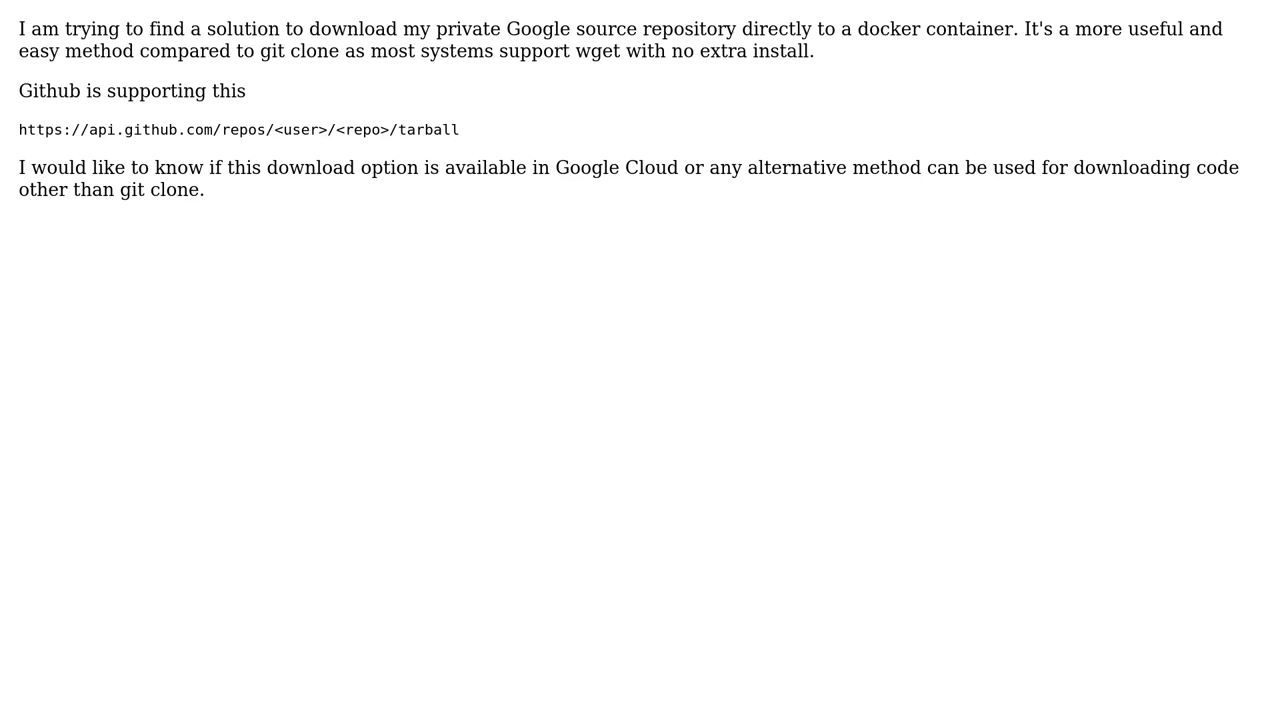 I am trying to find a solution to download my private Google source repository directly to a docker container. It's a more useful and
easy method compared to git clone as most systems support wget with no extra install.
Github is supporting this
https://api.github.com/repos/<user>/<repo>/tarball
I would like to know if this download option is available in Google Cloud or any alternative method can be used for downloading code
other than git clone.